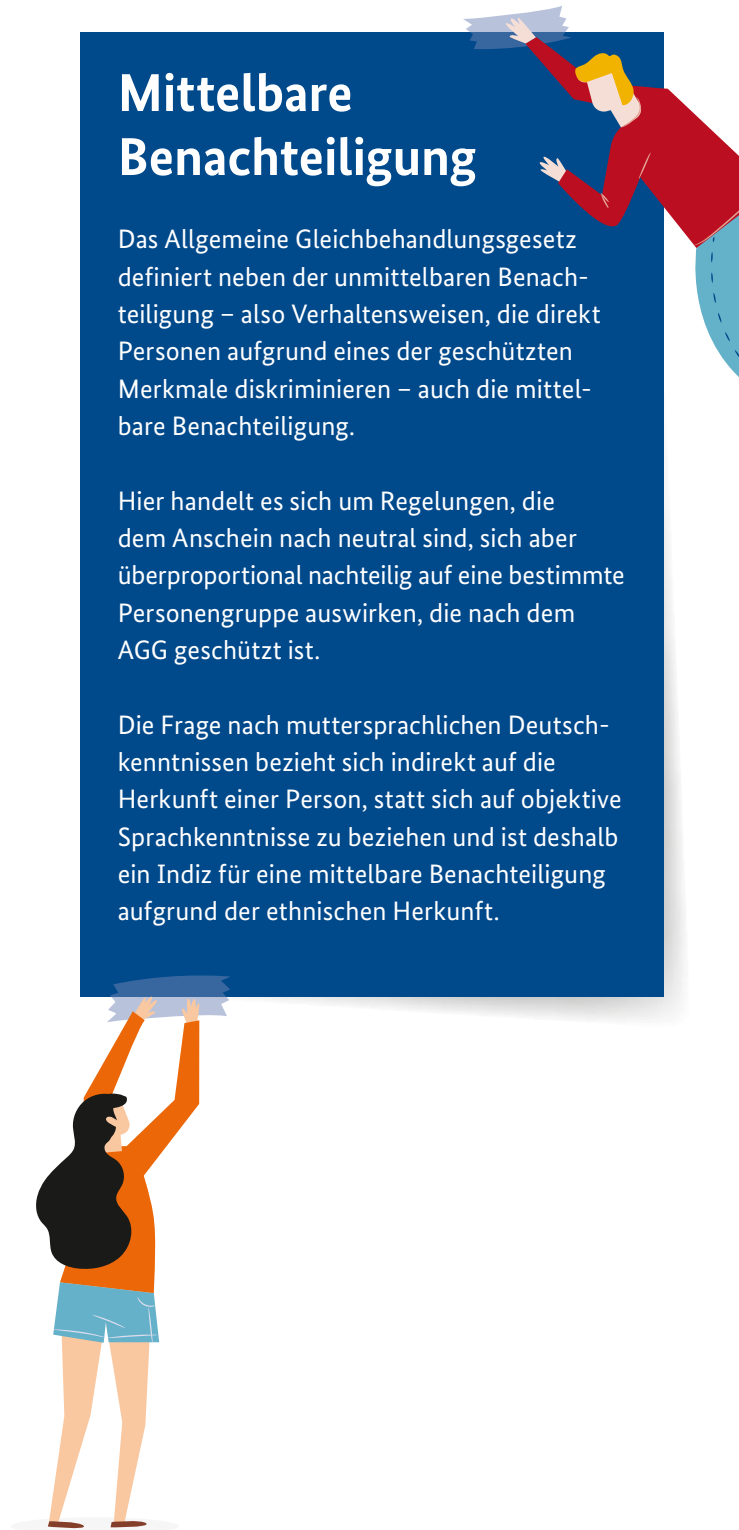 Mittelbare
Benachteiligung
Das Allgemeine Gleichbehandlungsgesetz
definiert neben der unmittelbaren Benach-
teiligung – also Verhaltensweisen, die direkt
Personen aufgrund eines der geschützten
Merkmale diskriminieren – auch die mittel-
bare Benachteiligung.
Hier handelt es sich um Regelungen, die
dem Anschein nach neutral sind, sich aber
überproportional nachteilig auf eine bestimmte
Personengruppe auswirken, die nach dem
AGG geschützt ist.
Die Frage nach muttersprachlichen Deutsch-
kenntnissen bezieht sich indirekt auf die
Herkunft einer Person, statt sich auf objektive
Sprachkenntnisse zu beziehen und ist deshalb
ein Indiz für eine mittelbare Benachteiligung
aufgrund der ethnischen Herkunft.